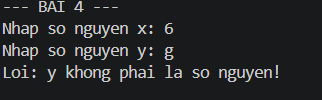 --- BAI 4 ---
Nhap so nguyen x: 6
Nhap so nguyen y: g
Loi: y khong phai la so nguyen!